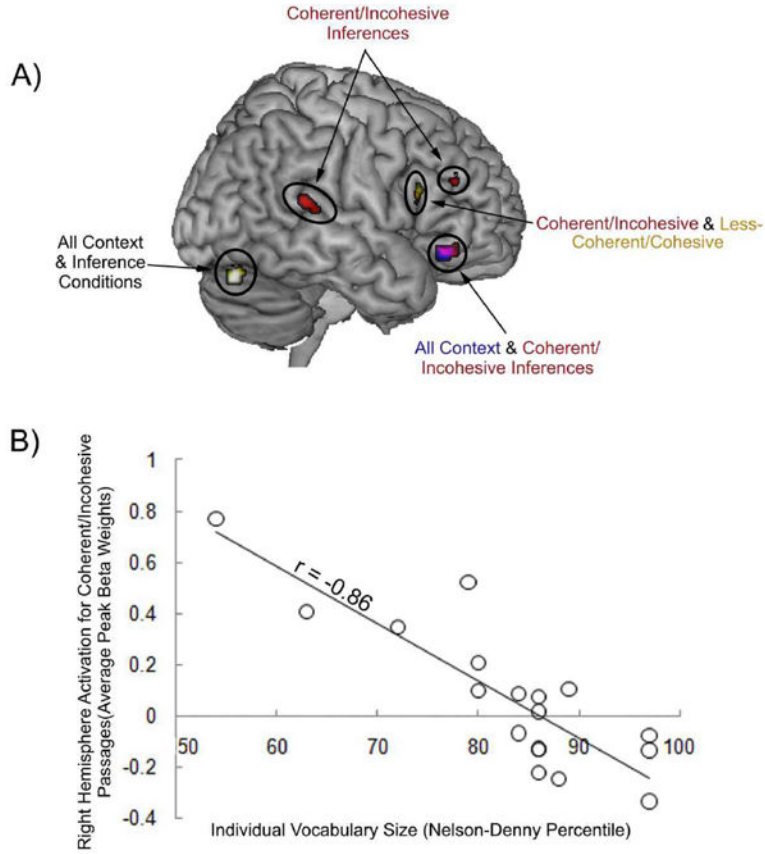 Coherent/Incohesive
Inferences
A)
Coherent/Incohesive & Less-
Coherent/Cohesive
All Context
& Inference
Conditions
All Context & Coherent/
Incohesive Inferences
B)
Right Hemisphere Activation for Coherent/Incohesive
Passages(Average Peak Beta Weights)
1
0.8
0.6
0.4
0.2
0
-0.2
-0.4
r = -0.86
50 60 70 80 90 100
Individual Vocabulary Size (Nelson-Denny Percentile)